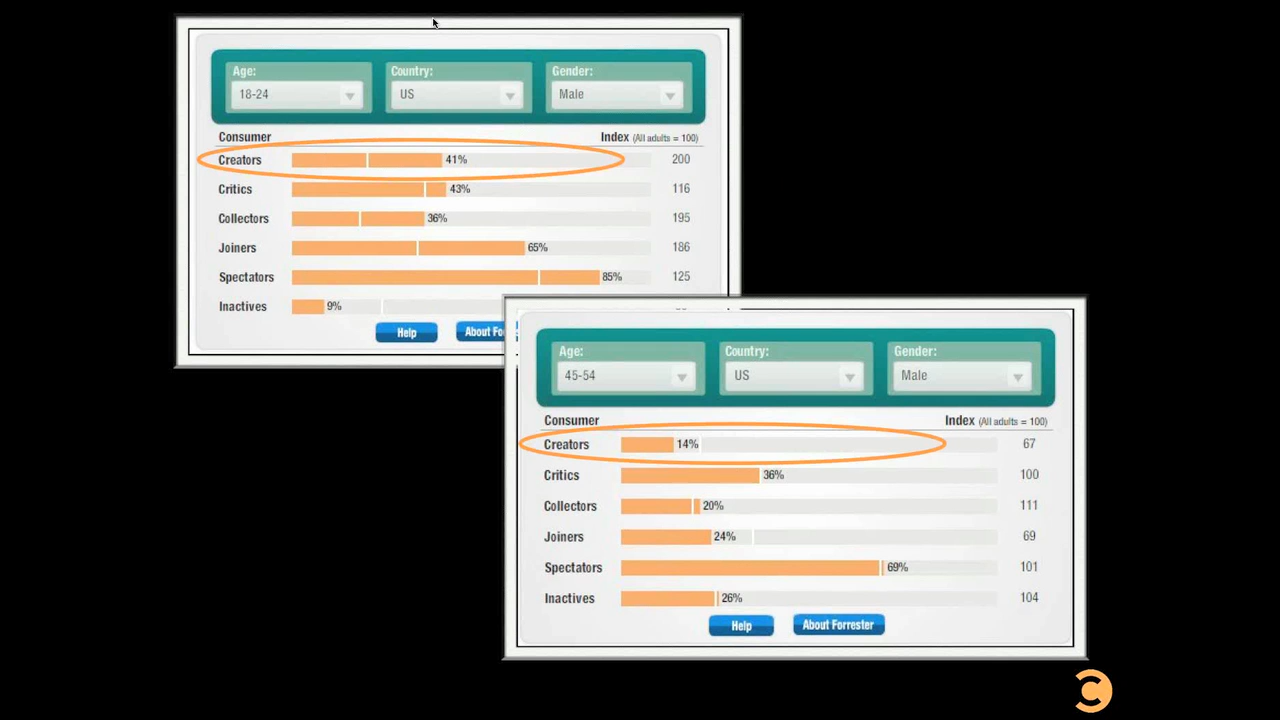 Age: Country: Gender:
18-24 US Male
Consumer Index (All adults = 100)
Creators 41% 200
Critics 43% 116
Collectors 36% 195
Joiners 65% 186
Spectators 85% 125
Inactives 9%
Help About Fo
Age: Country: Gender:
45-54 US Male
Consumer Index (All adults = 100)
Creators 14% 67
Critics 36% 100
Collectors 20% 111
Joiners 24% 69
Spectators 69% 101
Inactives 26% 104
Help About Forrester